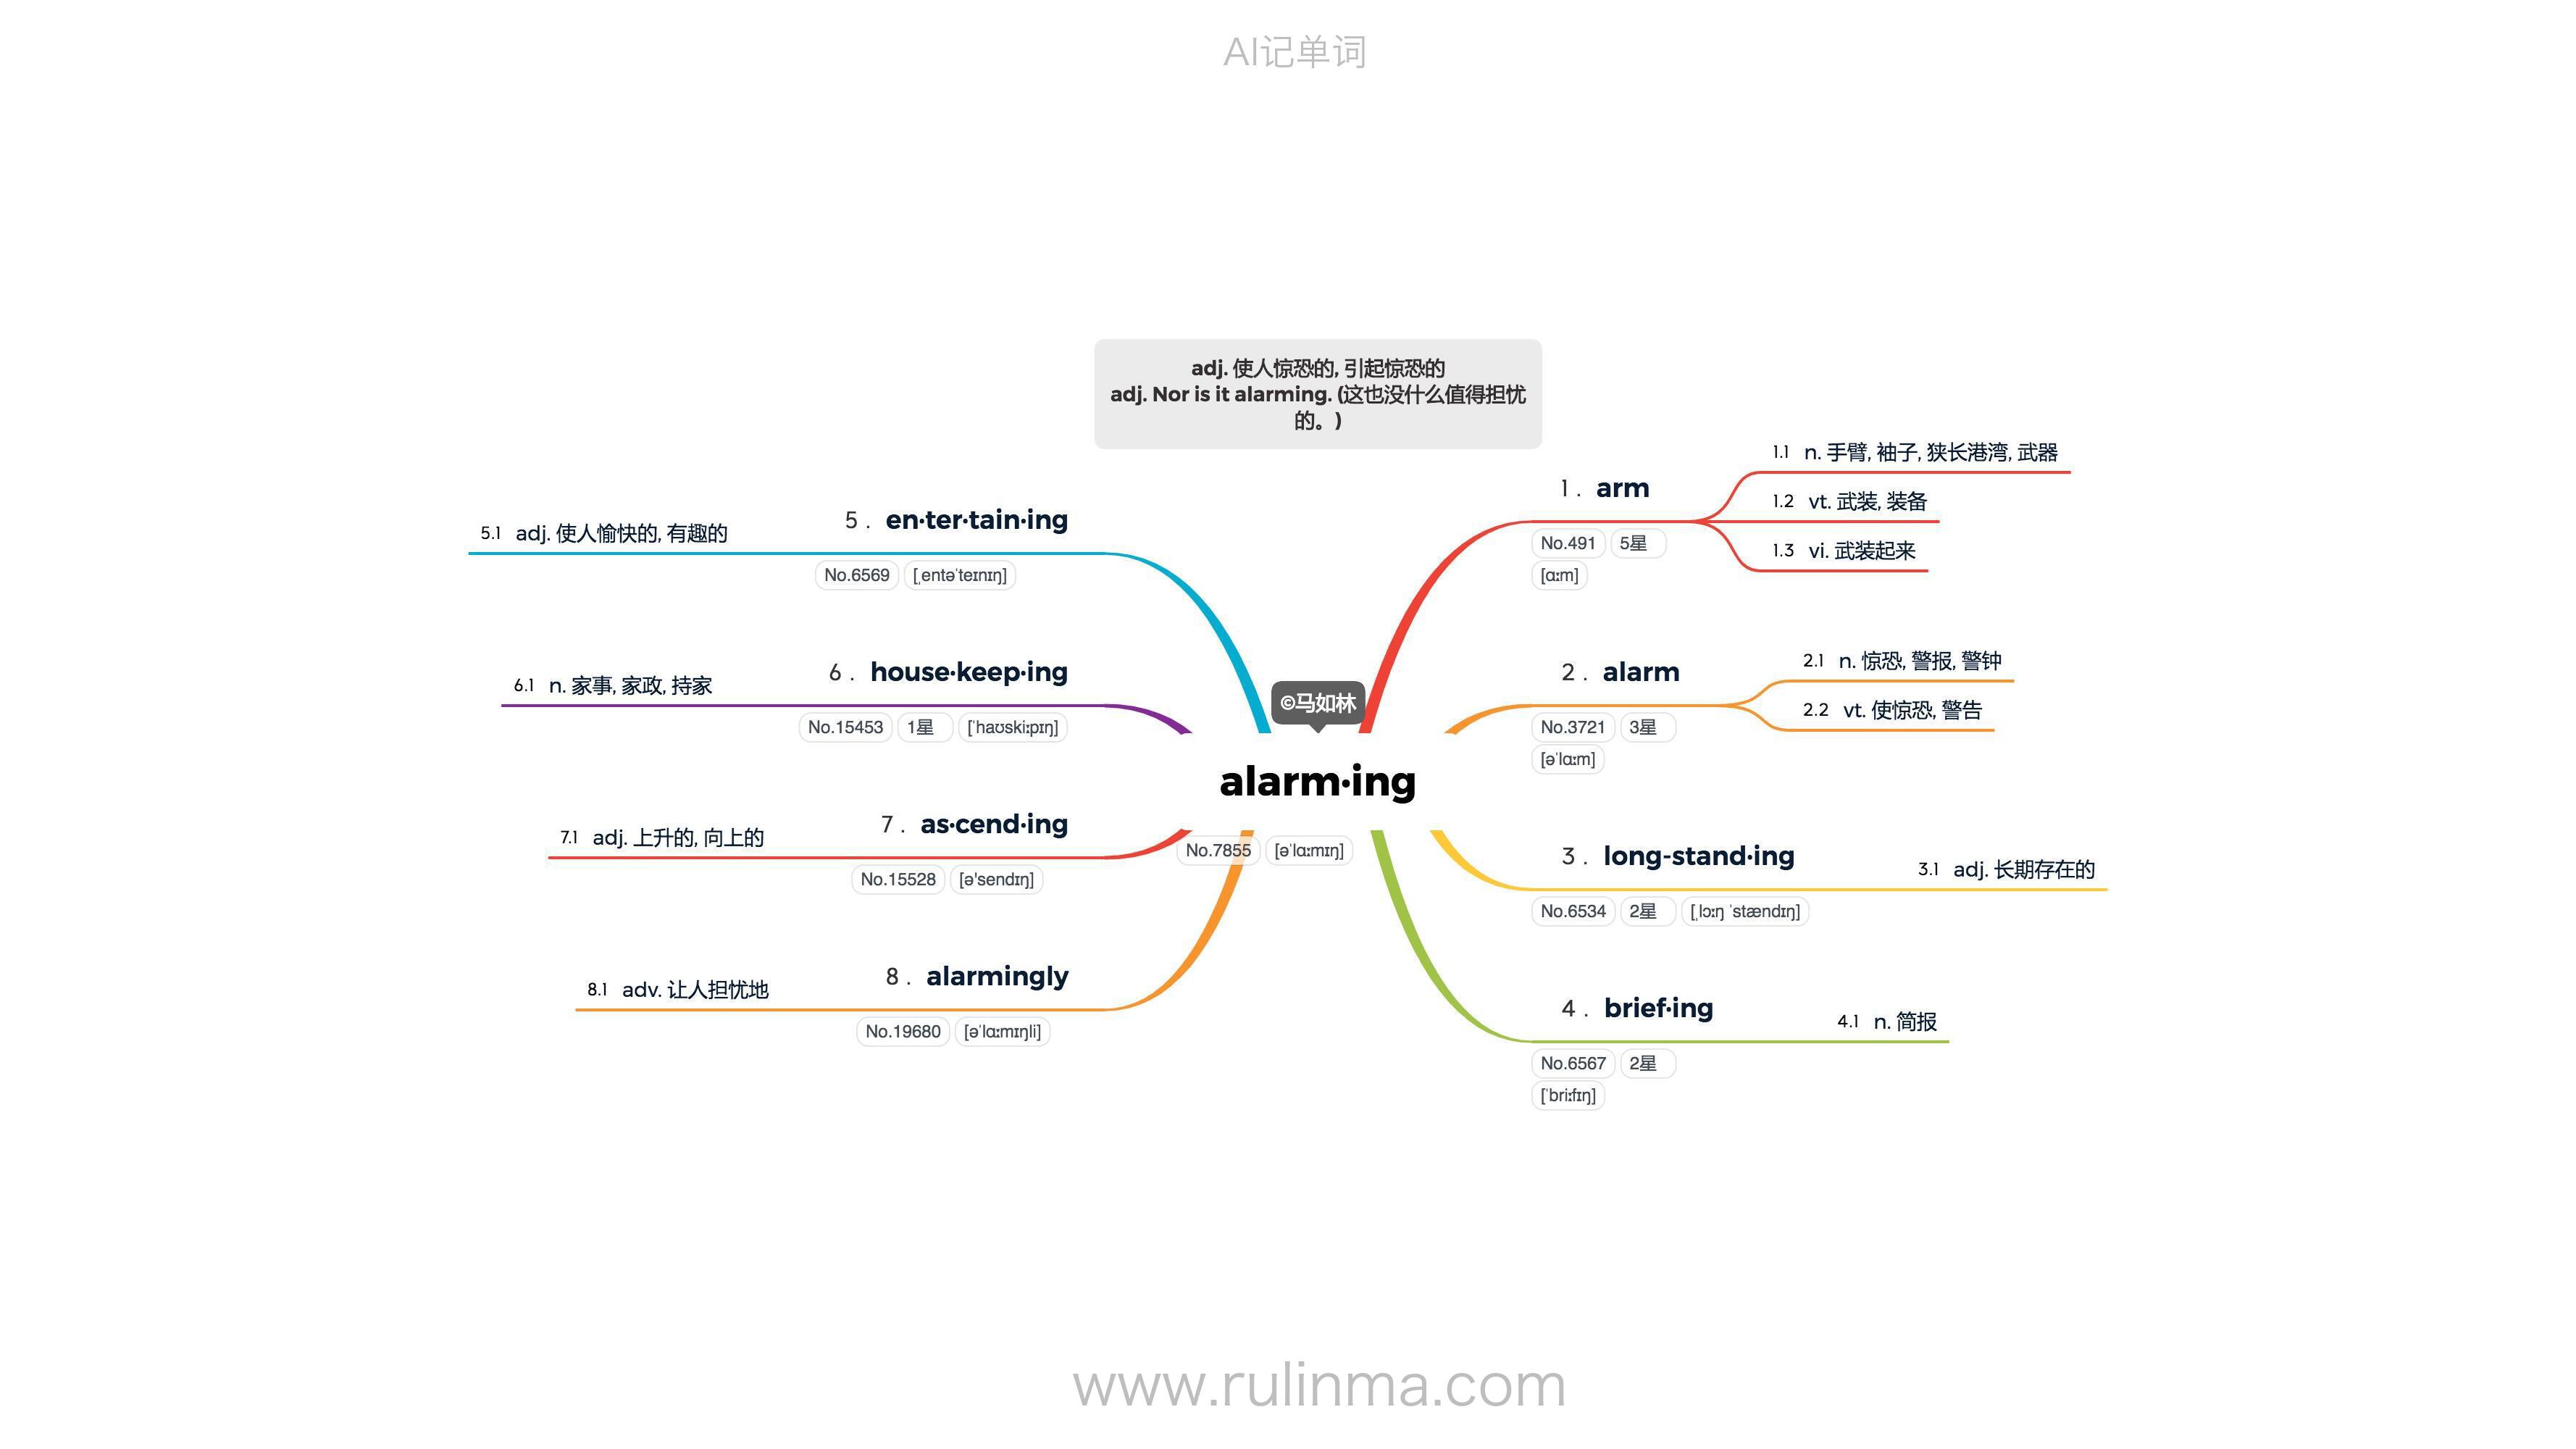 AI记单词
adj. 使人惊恐的, 引起惊恐的
adj. Nor is it alarming. (这也没什么值得担忧
的。)
©马如林
alarm·ing
No.7855 [əˈlɑːmɪŋ]
1 . arm
No.491 5星
[ɑːm]
1.1 n. 手臂, 袖子, 狭长港湾, 武器
1.2 vt. 武装, 装备
1.3 vi. 武装起来
2 . alarm
No.3721 3星
[əˈlɑːm]
2.1 n. 惊恐, 警报, 警钟
2.2 vt. 使惊恐, 警告
3 . long-stand·ing
No.6534 2星 [ˌlɔːŋ ˈstændɪŋ]
3.1 adj. 长期存在的
4 . brief·ing
No.6567 2星
[ˈbriːfɪŋ]
4.1 n. 简报
5 . en·ter·tain·ing
No.6569 [ˌentəˈteɪnɪŋ]
5.1 adj. 使人愉快的, 有趣的
6 . house·keep·ing
No.15453 1星 [ˈhaʊskiːpɪŋ]
6.1 n. 家事, 家政, 持家
7 . as·cend·ing
No.15528 [ə'sendɪŋ]
7.1 adj. 上升的, 向上的
8 . alarmingly
No.19680 [əˈlɑːmɪŋli]
8.1 adv. 让人担忧地
www.rulinma.com